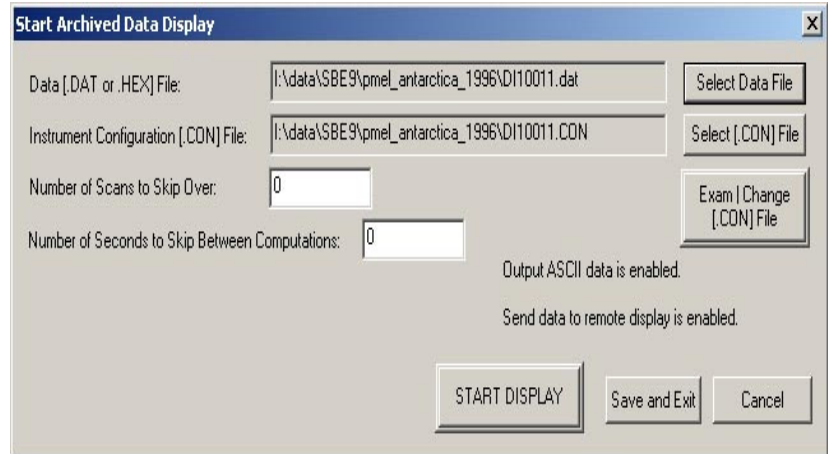 Start Archived Data Display
Data [.DAT or .HEX] File:
I:\data\SBE9\pmel_antarctica_1996\DI10011.dat
Select Data File
Instrument Configuration [.CON] File:
I:\data\SBE9\pmel_antarctica_1996\DI10011.CON
Select [.CON] File
Number of Scans to Skip Over:
0
Exam | Change
[.CON] File
Number of Seconds to Skip Between Computations:
0
Output ASCII data is enabled.
Send data to remote display is enabled.
START DISPLAY
Save and Exit
Cancel